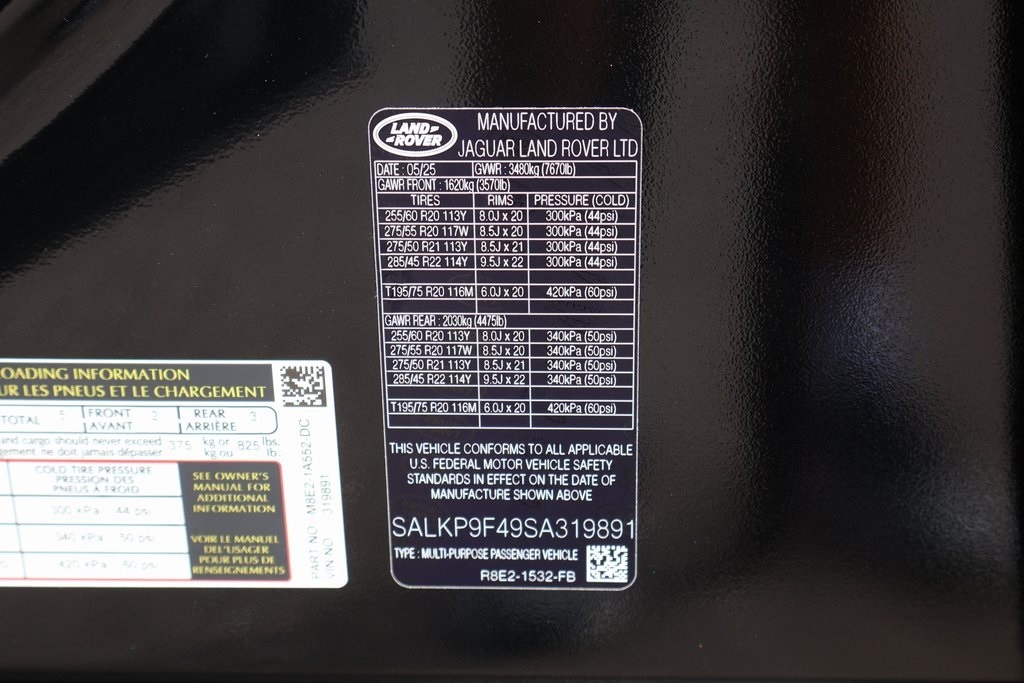 LAND
ROVER
MANUFACTURED BY
JAGUAR LAND ROVER LTD
DATE : 05/25 GVWR : 3480kg (7670lb)
GAWR FRONT : 1620kg (3570lb)
TIRES RIMS PRESSURE (COLD)
255/60 R20 113Y 8.0J x 20 300kPa (44psi)
275/55 R20 117W 8.5J x 20 300kPa (44psi)
275/50 R21 113Y 8.5J x 21 300kPa (44psi)
285/45 R22 114Y 9.5J x 22 300kPa (44psi)
T195/75 R20 116M 6.0J x 20 420kPa (60psi)
GAWR REAR : 2030kg (4475lb)
255/60 R20 113Y 8.0J x 20 340kPa (50psi)
275/55 R20 117W 8.5J x 20 340kPa (50psi)
275/50 R21 113Y 8.5J x 21 340kPa (50psi)
285/45 R22 114Y 9.5J x 22 340kPa (50psi)
T195/75 R20 116M 6.0J x 20 420kPa (60psi)
THIS VEHICLE CONFORMS TO ALL APPLICABLE
U.S. FEDERAL MOTOR VEHICLE SAFETY
STANDARDS IN EFFECT ON THE DATE OF
MANUFACTURE SHOWN ABOVE
SALKP9F49SA319891
TYPE : MULTI-PURPOSE PASSENGER VEHICLE
R8E2-1532-FB
OADING INFORMATION
UR LES PNEUS ET LE CHARGEMENT
TOTAL 5 FRONT 2 REAR 3
AVANT ARRIÈRE
and cargo should never exceed 375 kg or 825 lbs.
gement ne doit jamais dépasser kg ou lb.
COLD TIRE PRESSURE
PRESSION DES
PNEUS A FROID
300 kPa 44 psi
340 kPa 50 psi
420 kPa 60 psi
SEE OWNER'S
MANUAL FOR
ADDITIONAL
INFORMATION
VOIR LE MANUEL
DE L'USAGER
POUR PLUS DE
RENSEIGNEMENTS
PART NO M8E2-1A552-DC
VIN NO 319891